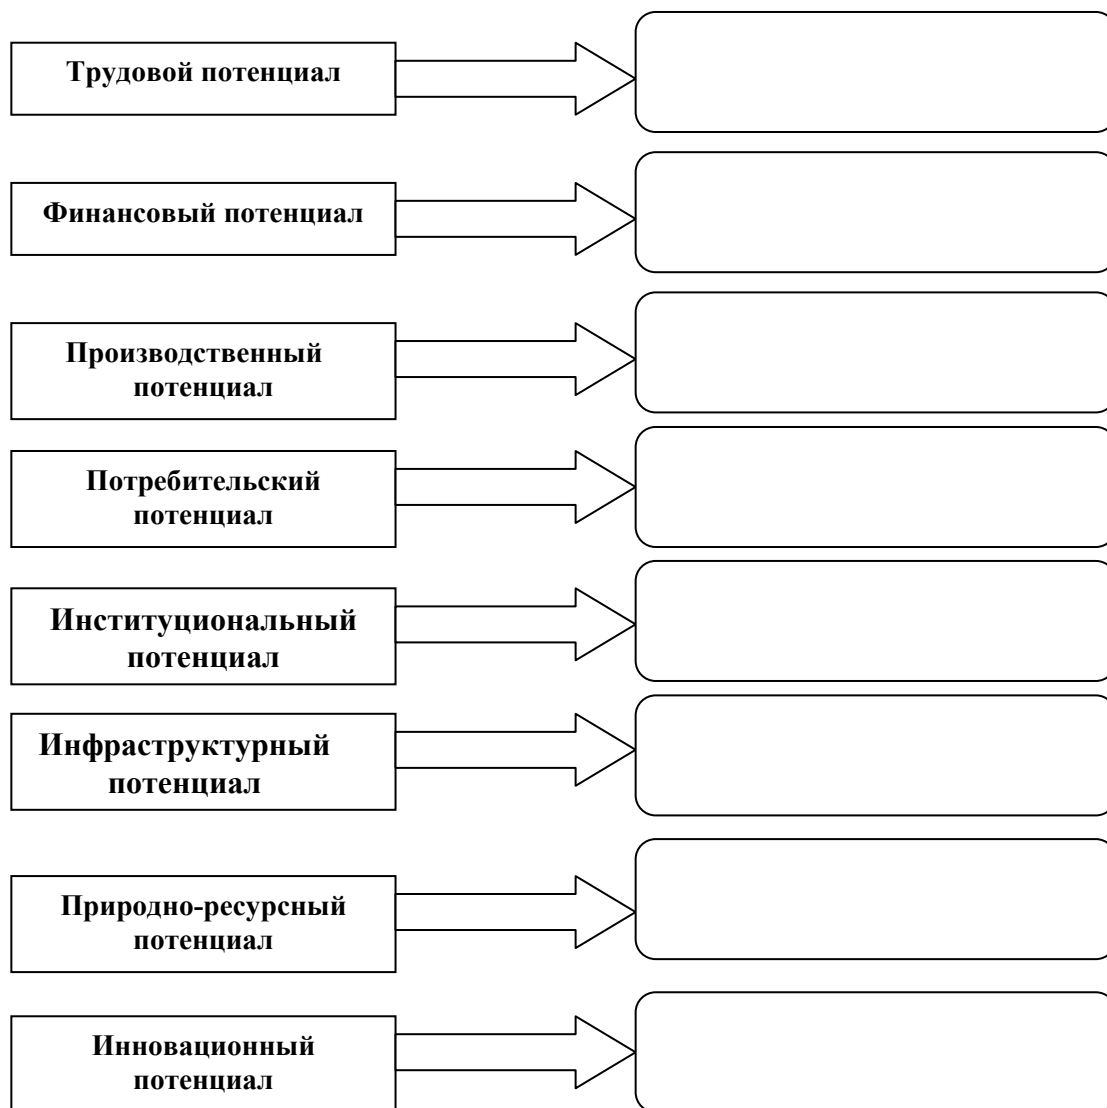 Трудовой потенциал
Финансовый потенциал
Производственный
потенциал
Потребительский
потенциал
Институциональный
потенциал
Инфраструктурный
потенциал
Природно-ресурсный
потенциал
Инновационный
потенциал